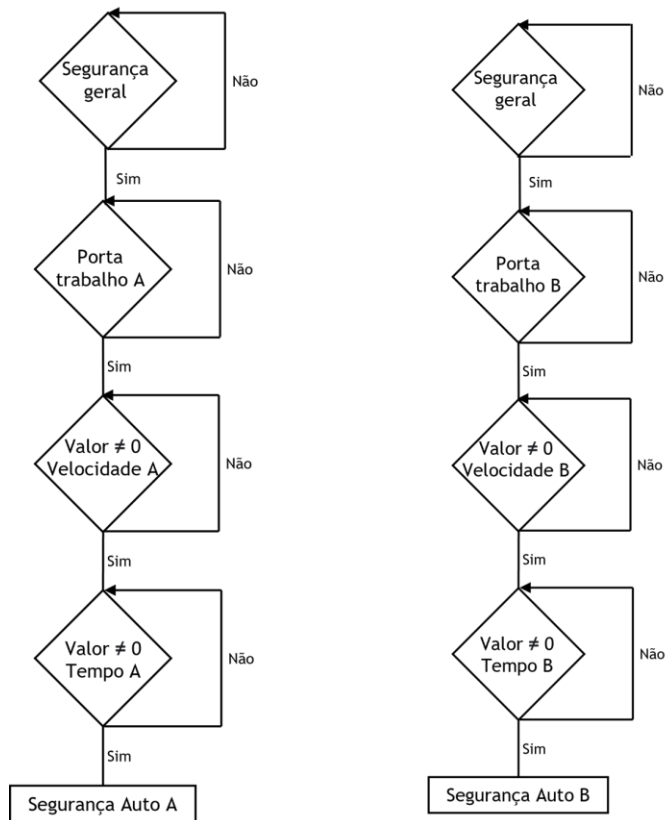 Segurança
geral
Não
Sim
Porta
trabalho A
Não
Sim
Valor ≠ 0
Velocidade A
Não
Sim
Valor ≠ 0
Tempo A
Não
Sim
Segurança Auto A
Segurança
geral
Não
Sim
Porta
trabalho B
Não
Sim
Valor ≠ 0
Velocidade B
Não
Sim
Valor ≠ 0
Tempo B
Não
Sim
Segurança Auto B